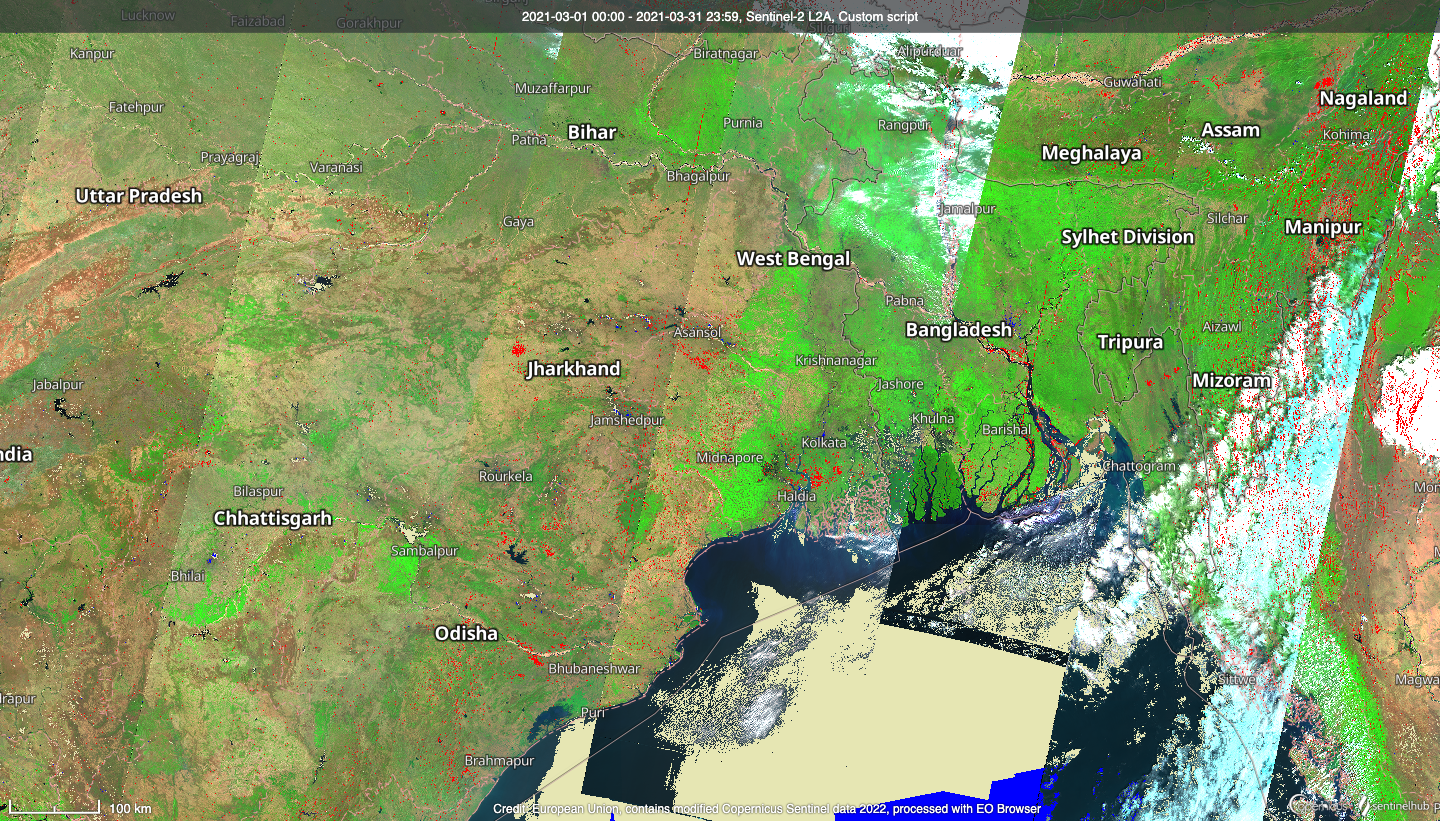 2021-03-01 00:00 - 2021-03-31 23:59, Sentinel-2 L2A, Custom script
Lucknow
Faizabad
Gorakhpur
Siliguri
Kanpur
Biratnagar
Alipurduar
Guwahati
Muzaffarpur
Fatehpur
Nagaland
Purnia
Rangpur
Bihar
Assam
Kohima
Patna
Meghalaya
Prayagraj
Varanasi
Bhagalpur
Uttar Pradesh
Jamalpur
Gaya
Silchar
Manipur
Sylhet Division
West Bengal
Pabna
Asansol
Bangladesh
Aizawl
Tripura
Krishnanagar
Jharkhand
Jabalpur
Jashore
Mizoram
Jamshedpur
Khulna
Barishal
Kolkata
ndia
Midnapore
Chattogram
Rourkela
Bilaspur
Haldia
Mon
Chhattisgarh
Sambalpur
Bhilai
Odisha
Bhubaneshwar
Sittwe
Magwa
drapur
Puri
Brahmapur
100 km
Credit: European Union, contains modified Copernicus Sentinel data 2022, processed with EO Browser
opernicus
sentinelhub